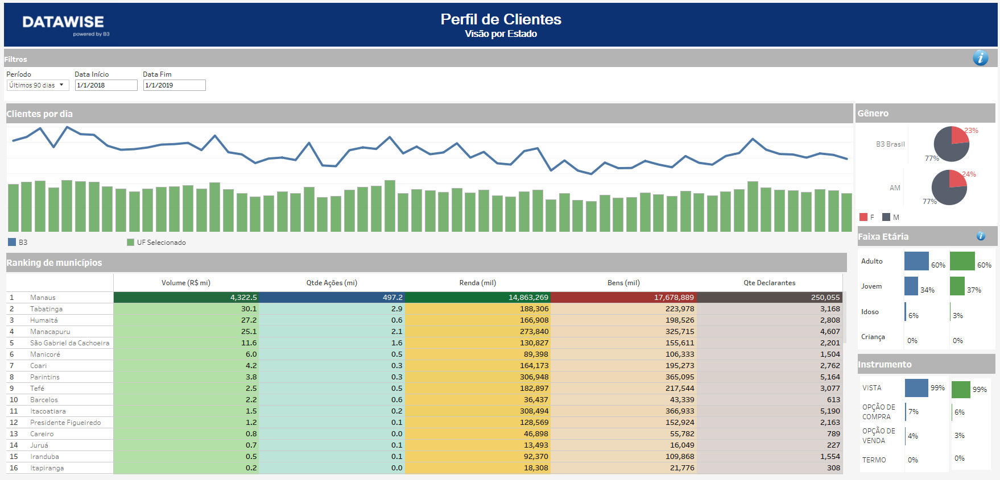 DATAWISE
powered by B3
Perfil de Clientes
Visão por Estado
Filtros
i
Período
Data Início
Data Fim
Últimos 90 dias
1/1/2018
1/1/2019
Clientes por dia
B3
UF Selecionado
Gênero
B3 Brasil
23%
77%
AM
24%
77%
F
M
Faixa Etária
i
Adulto 60% 60%
Jovem 34% 37%
Idoso 6% 3%
Criança 0% 0%
Instrumento
VISTA 99% 99%
OPÇÃO DE
COMPRA 7% 6%
OPÇÃO DE
VENDA 4% 3%
TERMO 0% 0%
Ranking de municípios
Volume (R$ mi) Qtde Ações (mi) Renda (mil) Bens (mil) Qte Declarantes
1 Manaus 4,322.5 497.2 14,863,269 17,678,889 250,055
2 Tabatinga 30.1 2.9 188,306 223,978 3,168
3 Humaitá 27.2 0.6 166,908 198,526 2,808
4 Manacapuru 25.1 2.1 273,840 325,715 4,607
5 São Gabriel da Cachoeira 11.6 1.6 130,827 155,611 2,201
6 Manicoré 6.0 0.5 89,398 106,333 1,504
7 Coari 4.2 0.3 164,173 195,273 2,762
8 Parintins 3.8 0.3 306,948 365,095 5,164
9 Tefé 2.5 0.5 182,897 217,544 3,077
10 Barcelos 2.2 0.6 36,437 43,339 613
11 Itacoatiara 1.5 0.2 308,494 366,933 5,190
12 Presidente Figueiredo 1.2 0.1 128,569 152,924 2,163
13 Careiro 0.8 0.0 46,898 55,782 789
14 Juruá 0.7 0.1 13,493 16,049 227
15 Iranduba 0.5 0.1 92,370 109,868 1,554
16 Itapiranga 0.2 0.0 18,308 21,776 308